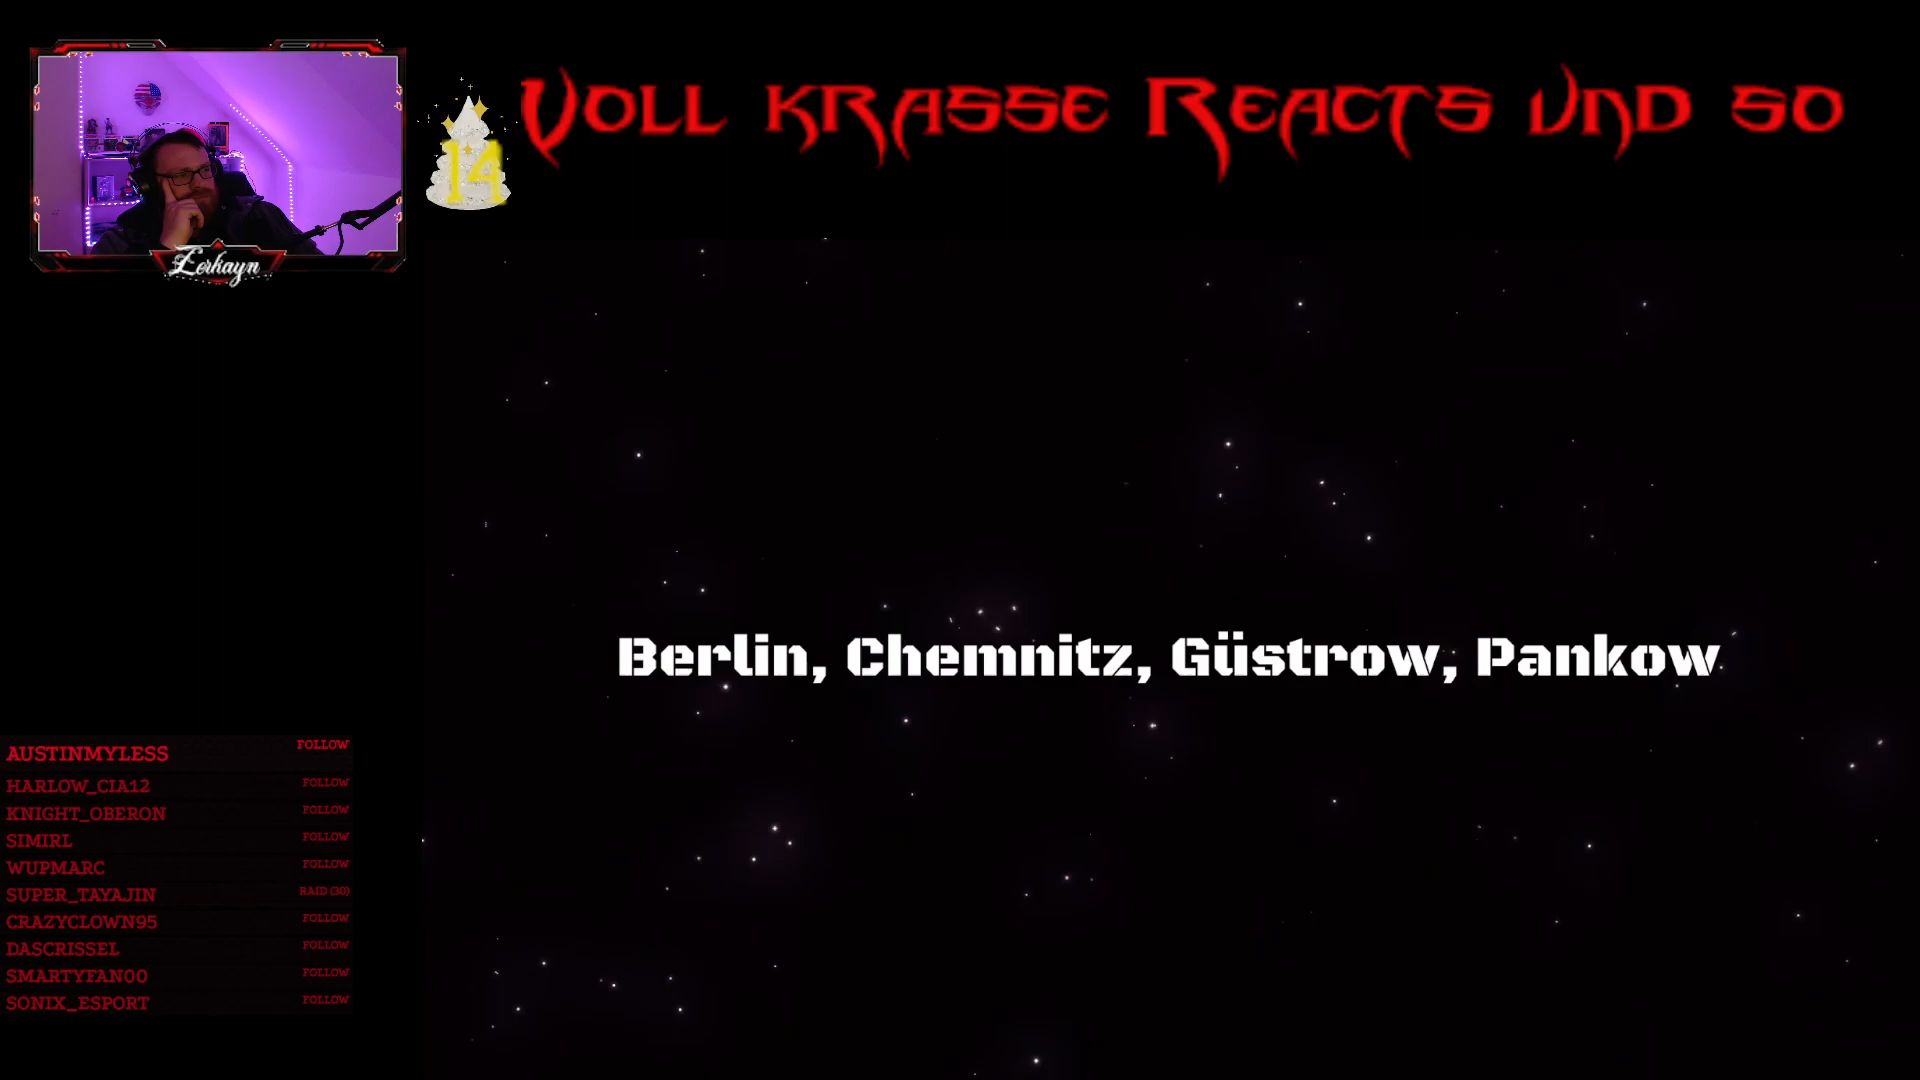 Voll krasse Reacts und so
14
Zerkayn
Berlin, Chemnitz, Güstrow, Pankow
AUSTINMYLESS FOLLOW
HARLOW_CIA12 FOLLOW
KNIGHT_OBERON FOLLOW
SIMIRL FOLLOW
WUPMARC FOLLOW
SUPER_TAYAJIN RAID (30)
CRAZYCLOWN95 FOLLOW
DASCRISSEL FOLLOW
SMARTYFAN00 FOLLOW
SONIX_ESPORT FOLLOW